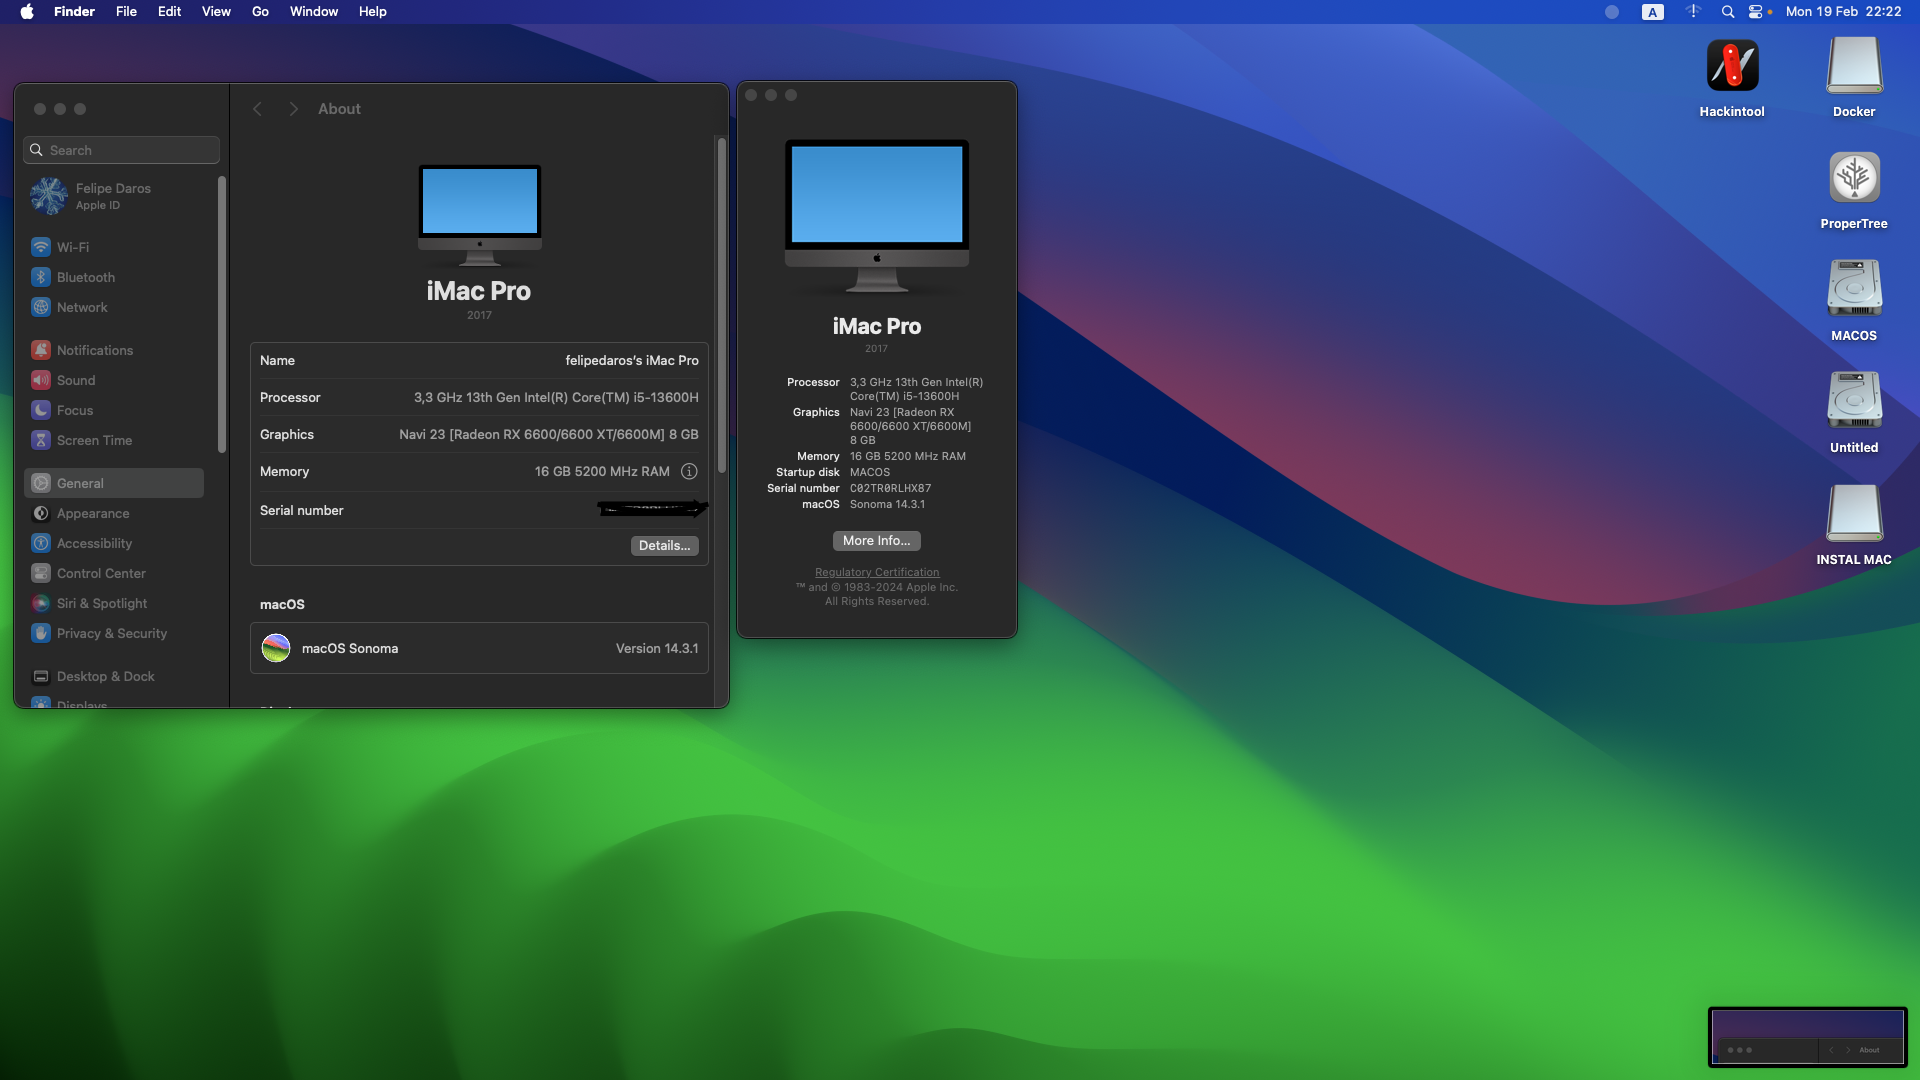 Finder File Edit View Go Window Help
A
Mon 19 Feb 22:22
About
Search
Felipe Daros
Apple ID
Wi-Fi
Bluetooth
Network
Notifications
Sound
Focus
Screen Time
General
Appearance
Accessibility
Control Center
Siri & Spotlight
Privacy & Security
Desktop & Dock
Displays
iMac Pro
2017
Name felipedaros's iMac Pro
Processor 3,3 GHz 13th Gen Intel(R) Core(TM) i5-13600H
Graphics Navi 23 [Radeon RX 6600/6600 XT/6600M] 8 GB
Memory 16 GB 5200 MHz RAM
Serial number
Details...
macOS
macOS Sonoma Version 14.3.1
iMac Pro
2017
Processor 3,3 GHz 13th Gen Intel(R)
Core(TM) i5-13600H
Graphics Navi 23 [Radeon RX
6600/6600 XT/6600M]
8 GB
Memory 16 GB 5200 MHz RAM
Startup disk MACOS
Serial number C02TR0RLHX87
macOS Sonoma 14.3.1
More Info...
Regulatory Certification
™ and © 1983-2024 Apple Inc.
All Rights Reserved.
Hackintool
Docker
ProperTree
MACOS
Untitled
INSTAL MAC
About